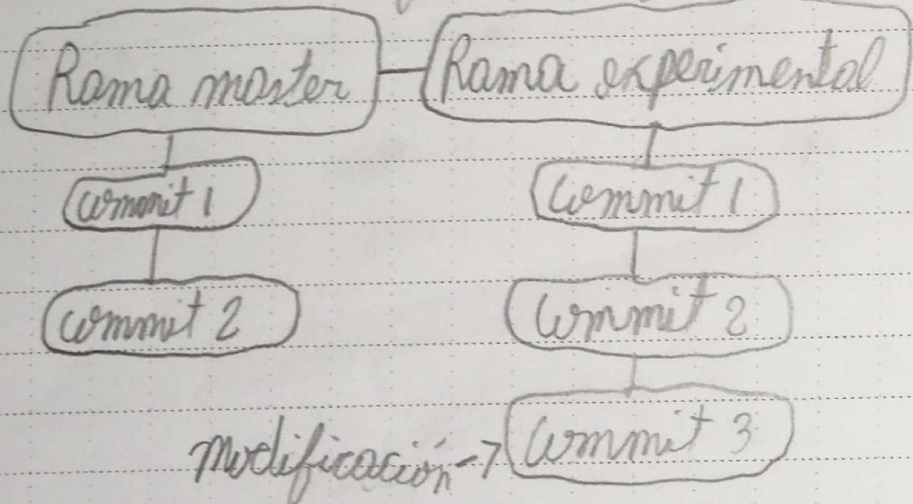 Rama master
Rama experimental
commit 1
commit 1
commit 2
commit 2
modificación ->
commit 3